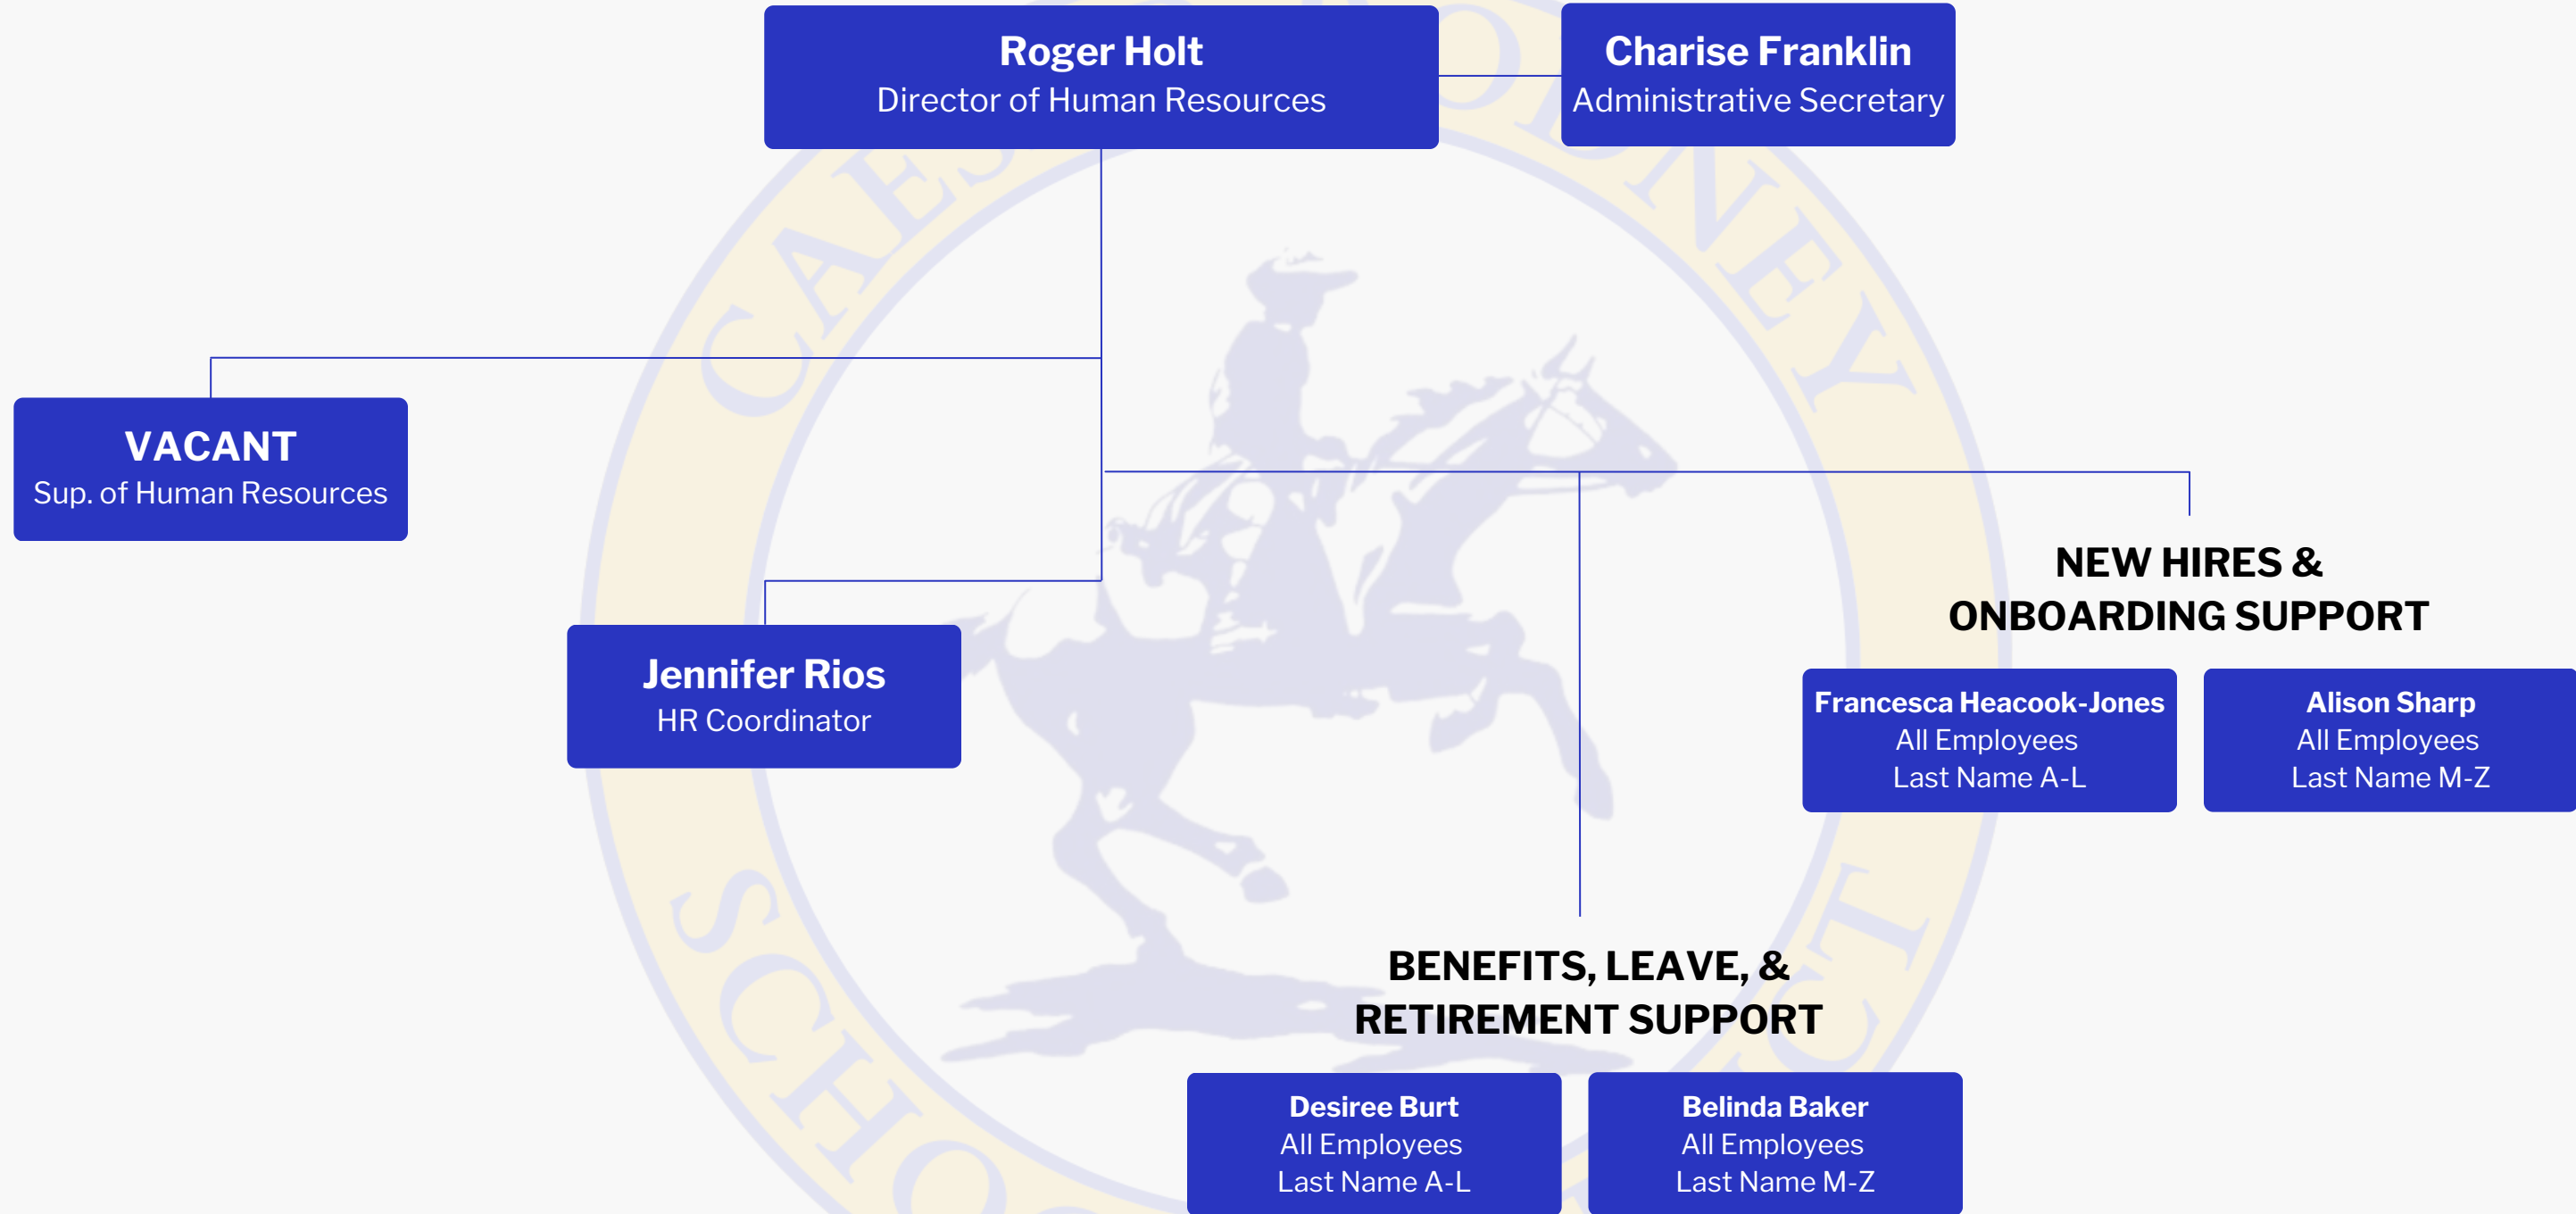 Roger Holt
Director of Human Resources
Charise Franklin
Administrative Secretary
VACANT
Sup. of Human Resources
Jennifer Rios
HR Coordinator
NEW HIRES &
ONBOARDING SUPPORT
Francesca Heacook-Jones
All Employees
Last Name A-L
Alison Sharp
All Employees
Last Name M-Z
BENEFITS, LEAVE, &
RETIREMENT SUPPORT
Desiree Burt
All Employees
Last Name A-L
Belinda Baker
All Employees
Last Name M-Z